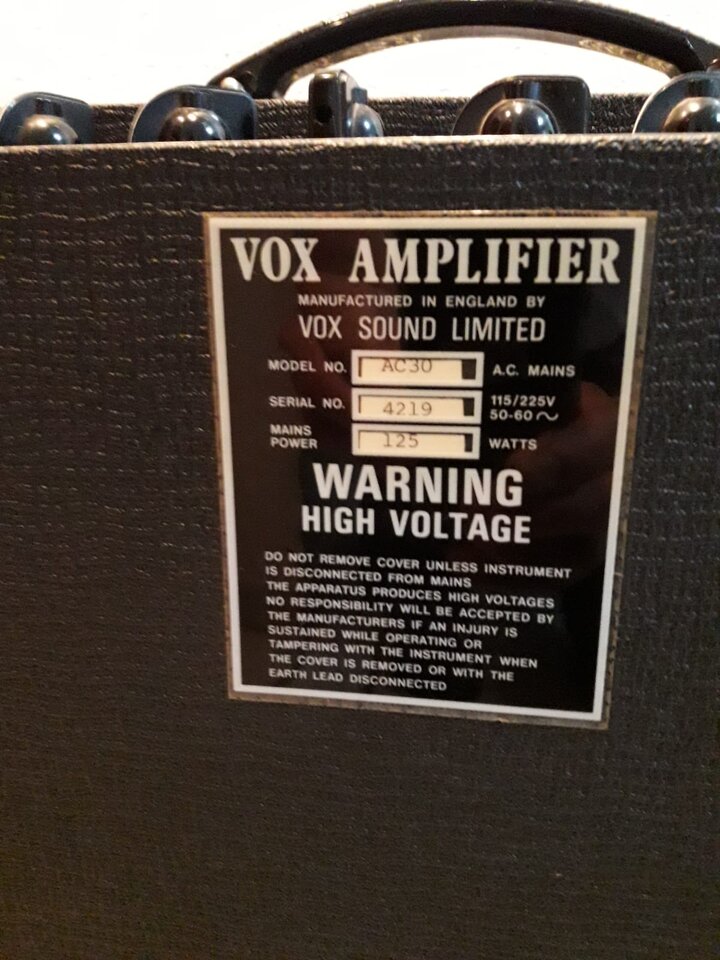 VOX AMPLIFIER
MANUFACTURED IN ENGLAND BY
VOX SOUND LIMITED
MODEL NO. AC30 A.C. MAINS
SERIAL NO. 4219 115/225V
50-60~
MAINS
POWER 125 WATTS
WARNING
HIGH VOLTAGE
DO NOT REMOVE COVER UNLESS INSTRUMENT
IS DISCONNECTED FROM MAINS
THE APPARATUS PRODUCES HIGH VOLTAGES
NO RESPONSIBILITY WILL BE ACCEPTED BY
THE MANUFACTURERS IF AN INJURY IS
SUSTAINED WHILE OPERATING OR
TAMPERING WITH THE INSTRUMENT WHEN
THE COVER IS REMOVED OR WITH THE
EARTH LEAD DISCONNECTED